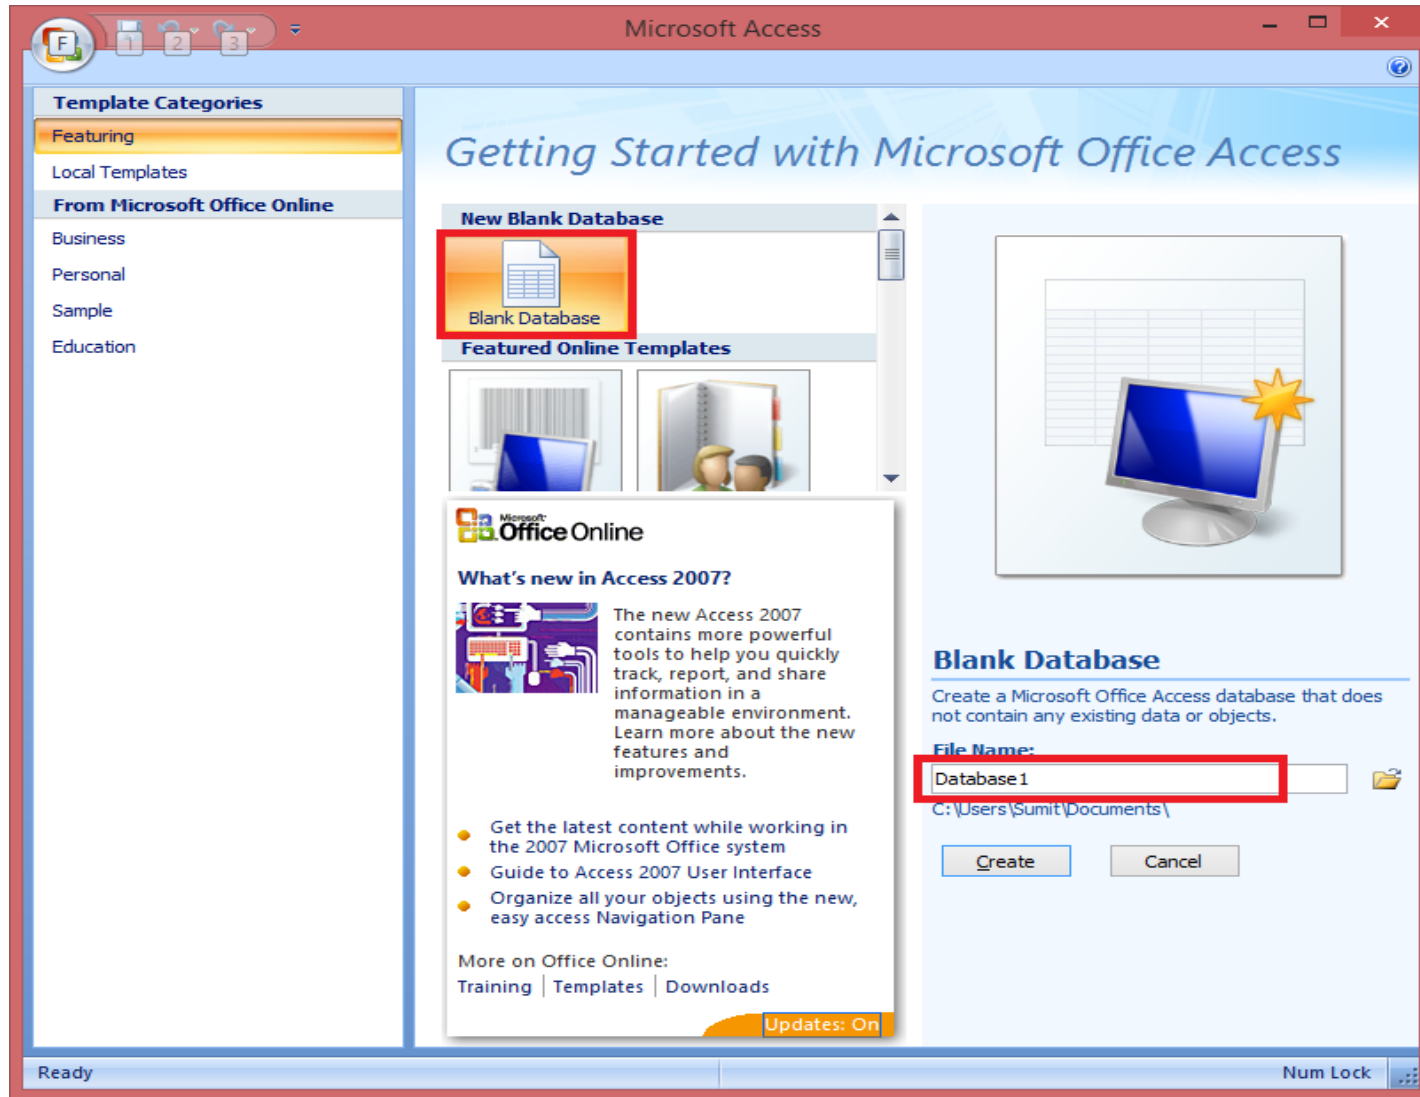 F 1 2 3 Microsoft Access
Template Categories
Featuring
Local Templates
From Microsoft Office Online
Business
Personal
Sample
Education
Getting Started with Microsoft Office Access
New Blank Database
Blank Database
Featured Online Templates
Microsoft
Office Online
What's new in Access 2007?
The new Access 2007
contains more powerful
tools to help you quickly
track, report, and share
information in a
manageable environment.
Learn more about the new
features and
improvements.
Get the latest content while working in
the 2007 Microsoft Office system
Guide to Access 2007 User Interface
Organize all your objects using the new,
easy access Navigation Pane
More on Office Online:
Training | Templates | Downloads
Updates: On
Blank Database
Create a Microsoft Office Access database that does
not contain any existing data or objects.
File Name:
Database1
C:\Users\Sumit\Documents\
Create Cancel
Ready Num Lock